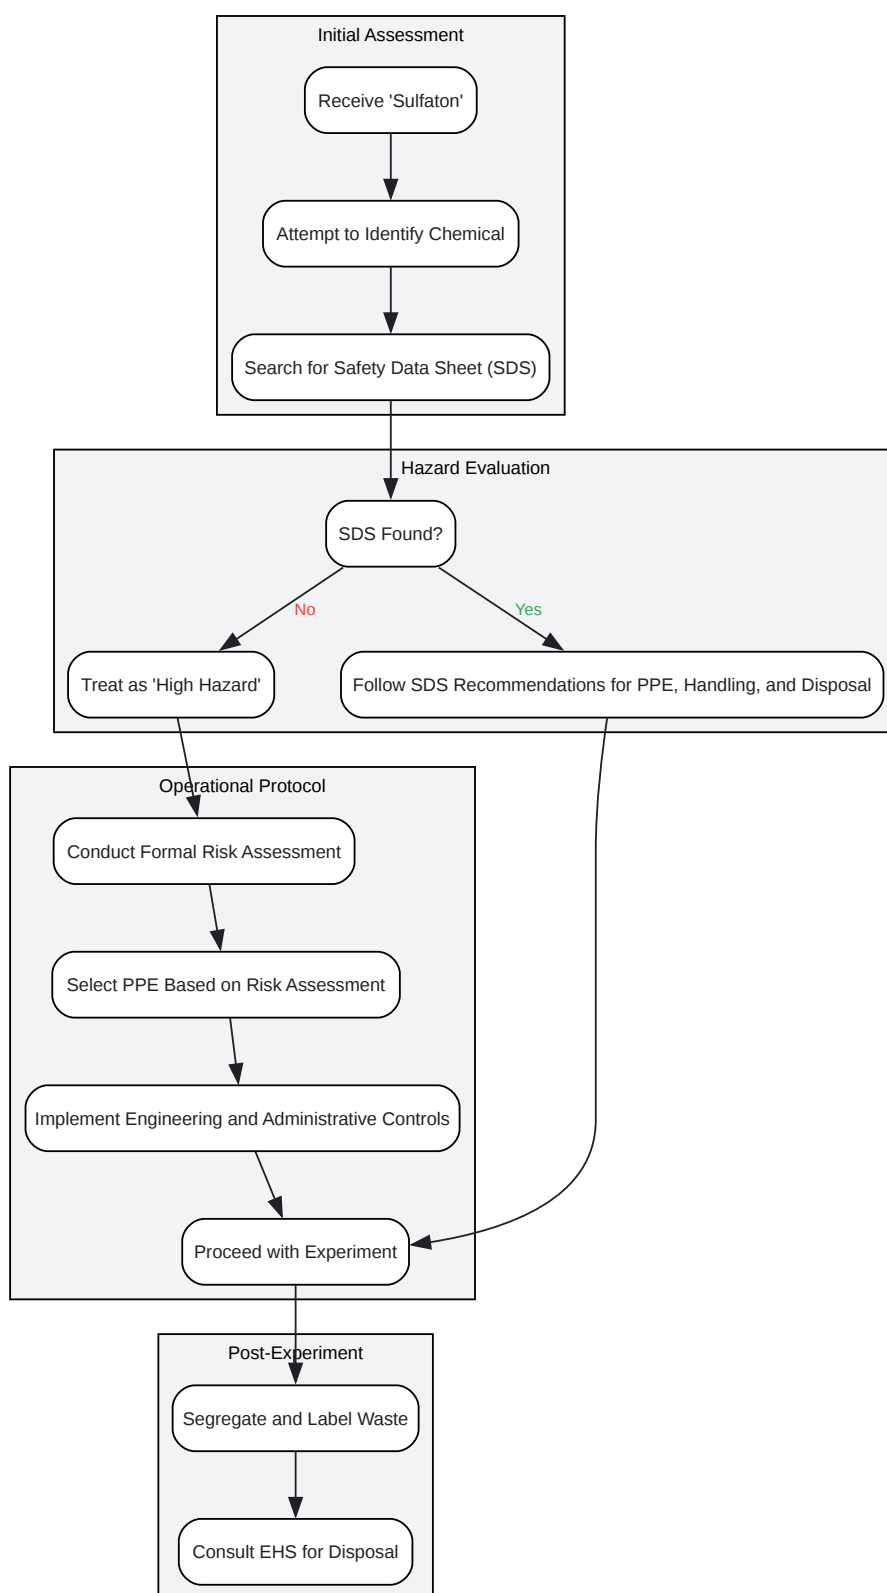 Initial Assessment
Receive 'Sulfaton'
Attempt to Identify Chemical
Search for Safety Data Sheet (SDS)
Hazard Evaluation
SDS Found?
No
Yes
Treat as 'High Hazard'
Follow SDS Recommendations for PPE, Handling, and Disposal
Operational Protocol
Conduct Formal Risk Assessment
Select PPE Based on Risk Assessment
Implement Engineering and Administrative Controls
Proceed with Experiment
Post-Experiment
Segregate and Label Waste
Consult EHS for Disposal